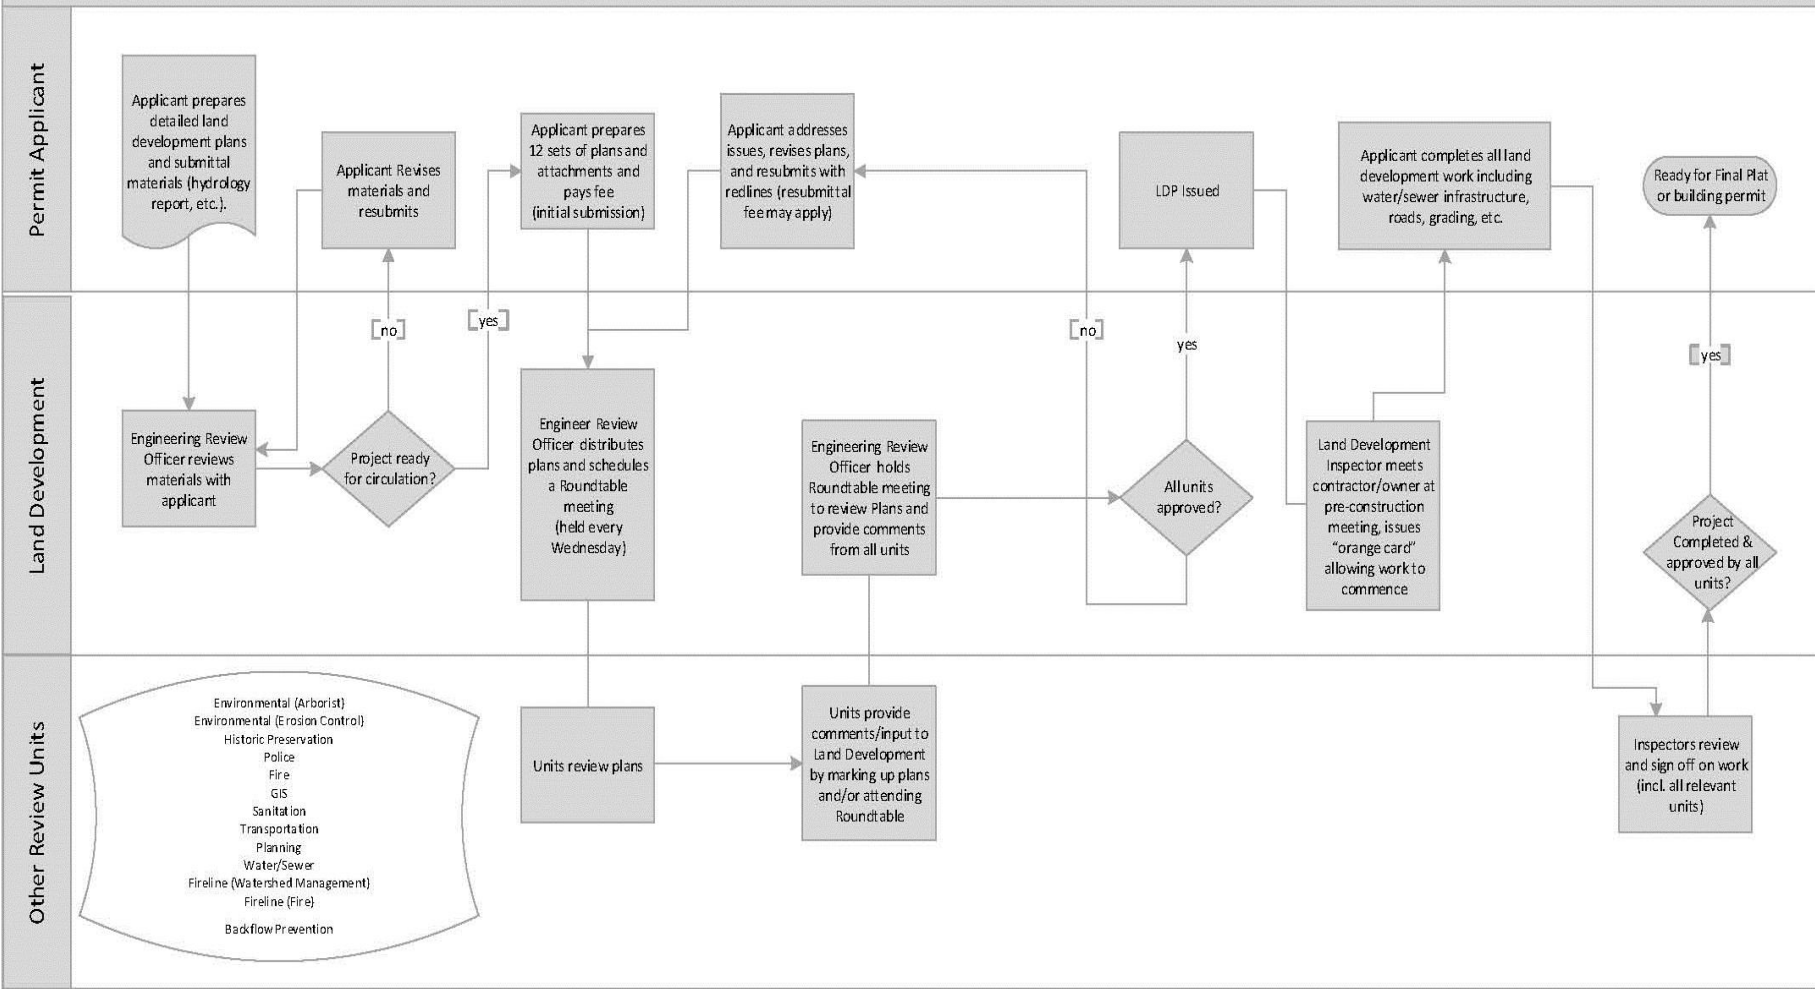 Permit Applicant
Applicant prepares
detailed land
development plans
and submittal
materials (hydrology
report, etc.).
Applicant Revises
materials and
resubmits
Applicant prepares
12 sets of plans and
attachments and
pays fee
(initial submission)
Applicant addresses
issues, revises plans,
and resubmits with
redlines (resubmittal
fee may apply)
LDP Issued
Applicant completes all land
development work including
water/sewer infrastructure,
roads, grading, etc.
Ready for Final Plat
or building permit
Land Development
no
yes
no
yes
yes
Engineering Review
Officer reviews
materials with
applicant
Project ready
for circulation?
Engineer Review
Officer distributes
plans and schedules
a Roundtable
meeting
(held every
Wednesday)
Engineering Review
Officer holds
Roundtable meeting
to review Plans and
provide comments
from all units
All units
approved?
Land Development
Inspector meets
contractor/owner at
pre-construction
meeting, issues
“orange card”
allowing work to
commence
Project
Completed &
approved by all
units?
Other Review Units
Environmental (Arborist)
Environmental (Erosion Control)
Historic Preservation
Police
Fire
GIS
Sanitation
Transportation
Planning
Water/Sewer
Fireline (Watershed Management)
Fireline (Fire)
Backflow Prevention
Units review plans
Units provide
comments/input to
Land Development
by marking up plans
and/or attending
Roundtable
Inspectors review
and sign off on work
(incl. all relevant
units)